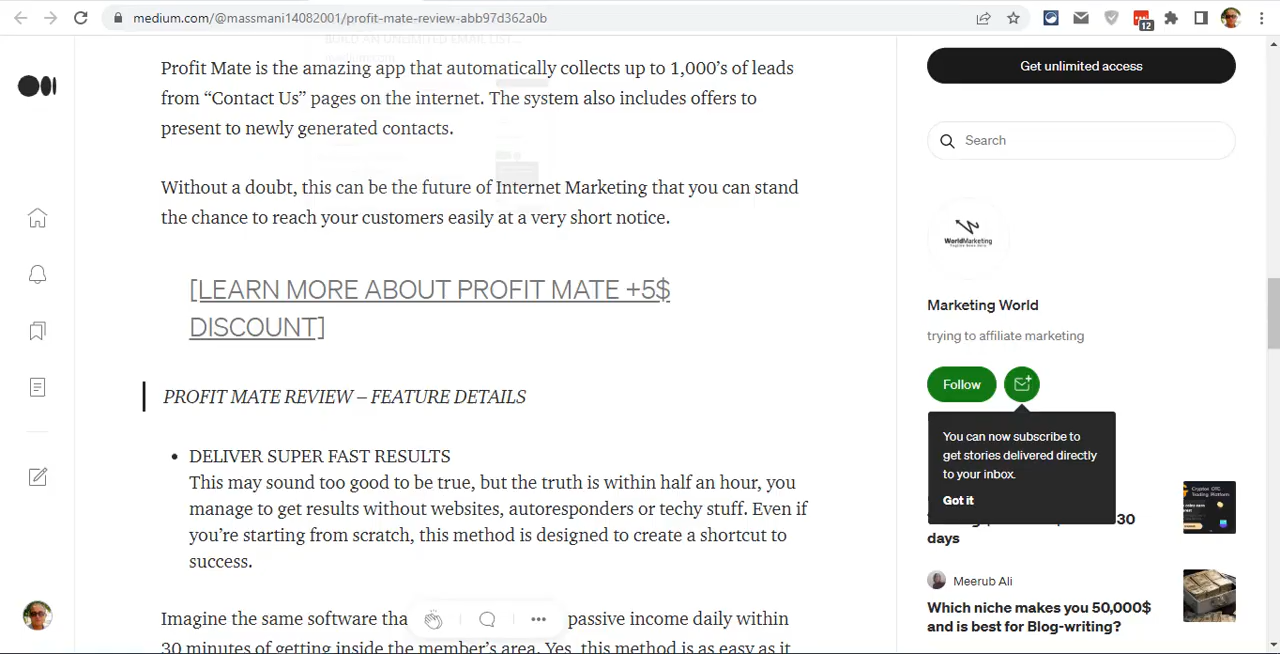 medium.com/@massmani14082001/profit-mate-review-abb97d362a0b
12
Profit Mate is the amazing app that automatically collects up to 1,000’s of leads
from “Contact Us” pages on the internet. The system also includes offers to
present to newly generated contacts.
Without a doubt, this can be the future of Internet Marketing that you can stand
the chance to reach your customers easily at a very short notice.
[LEARN MORE ABOUT PROFIT MATE +5$
DISCOUNT]
PROFIT MATE REVIEW – FEATURE DETAILS
• DELIVER SUPER FAST RESULTS
This may sound too good to be true, but the truth is within half an hour, you
manage to get results without websites, autoresponders or techy stuff. Even if
you’re starting from scratch, this method is designed to create a shortcut to
success.
Imagine the same software tha passive income daily within
30 minutes of getting inside the member’s area. Yes, this method is as easy as it
Get unlimited access
Search
WorldMarketing
Marketing World
trying to affiliate marketing
Follow
You can now subscribe to
get stories delivered directly
to your inbox.
Got it
30
days
Meerub Ali
Which niche makes you 50,000$
and is best for Blog-writing?